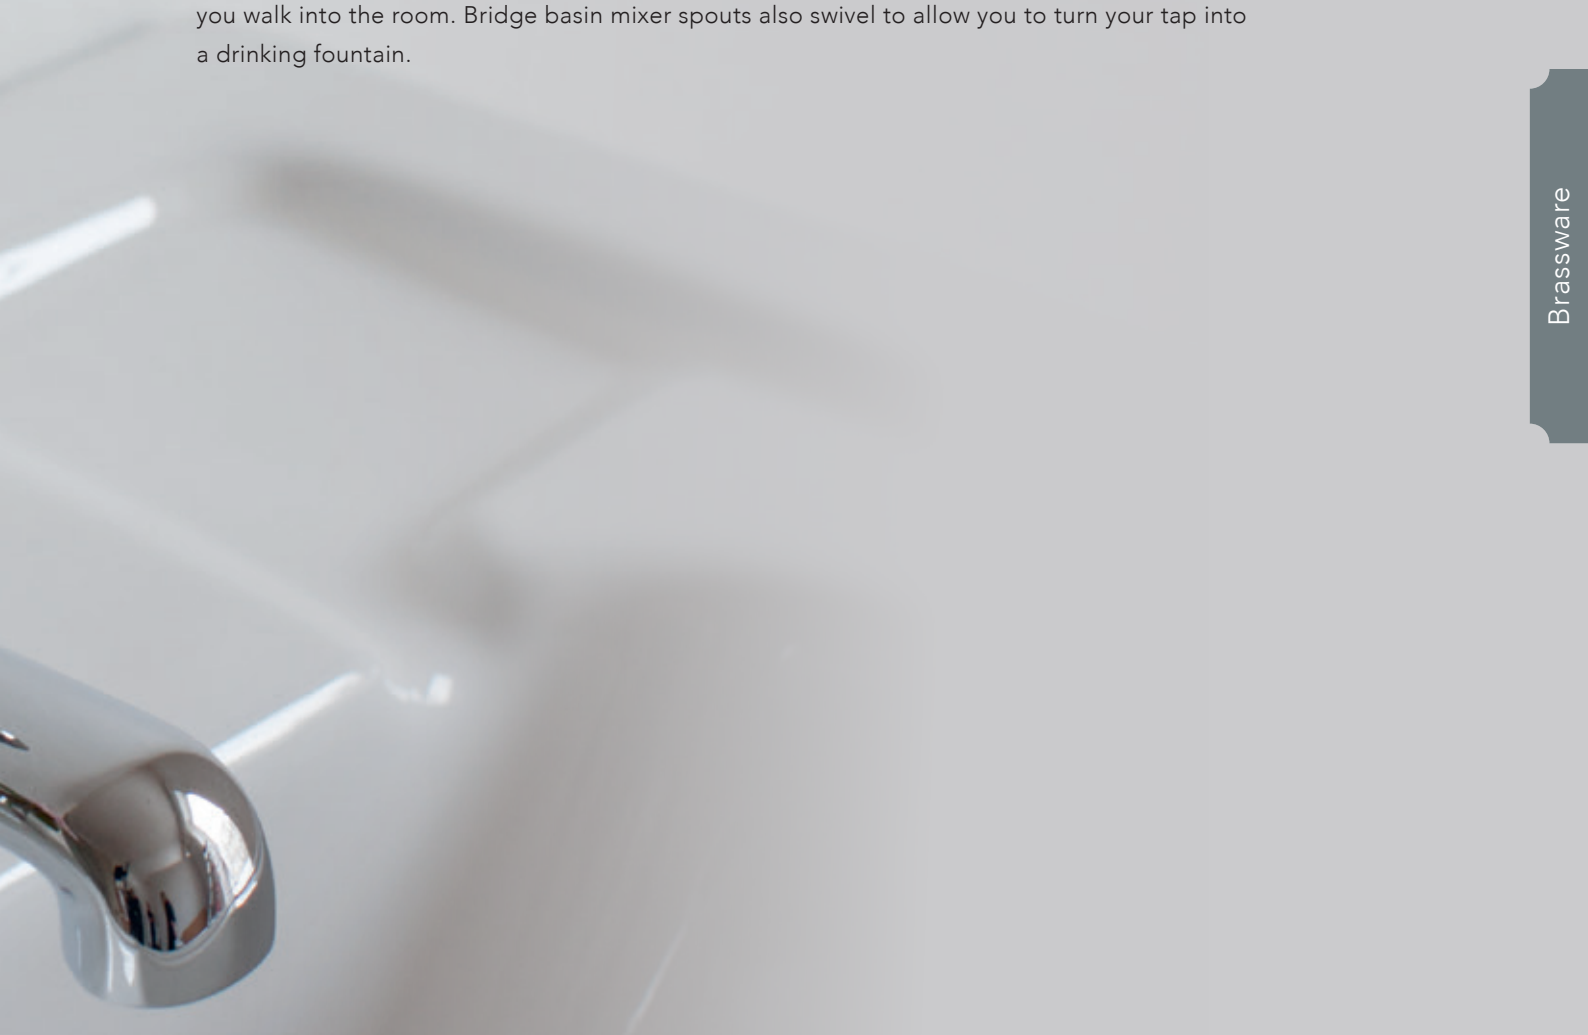 you walk into the room. Bridge basin mixer spouts also swivel to allow you to turn your tap into
a drinking fountain.
Brassware